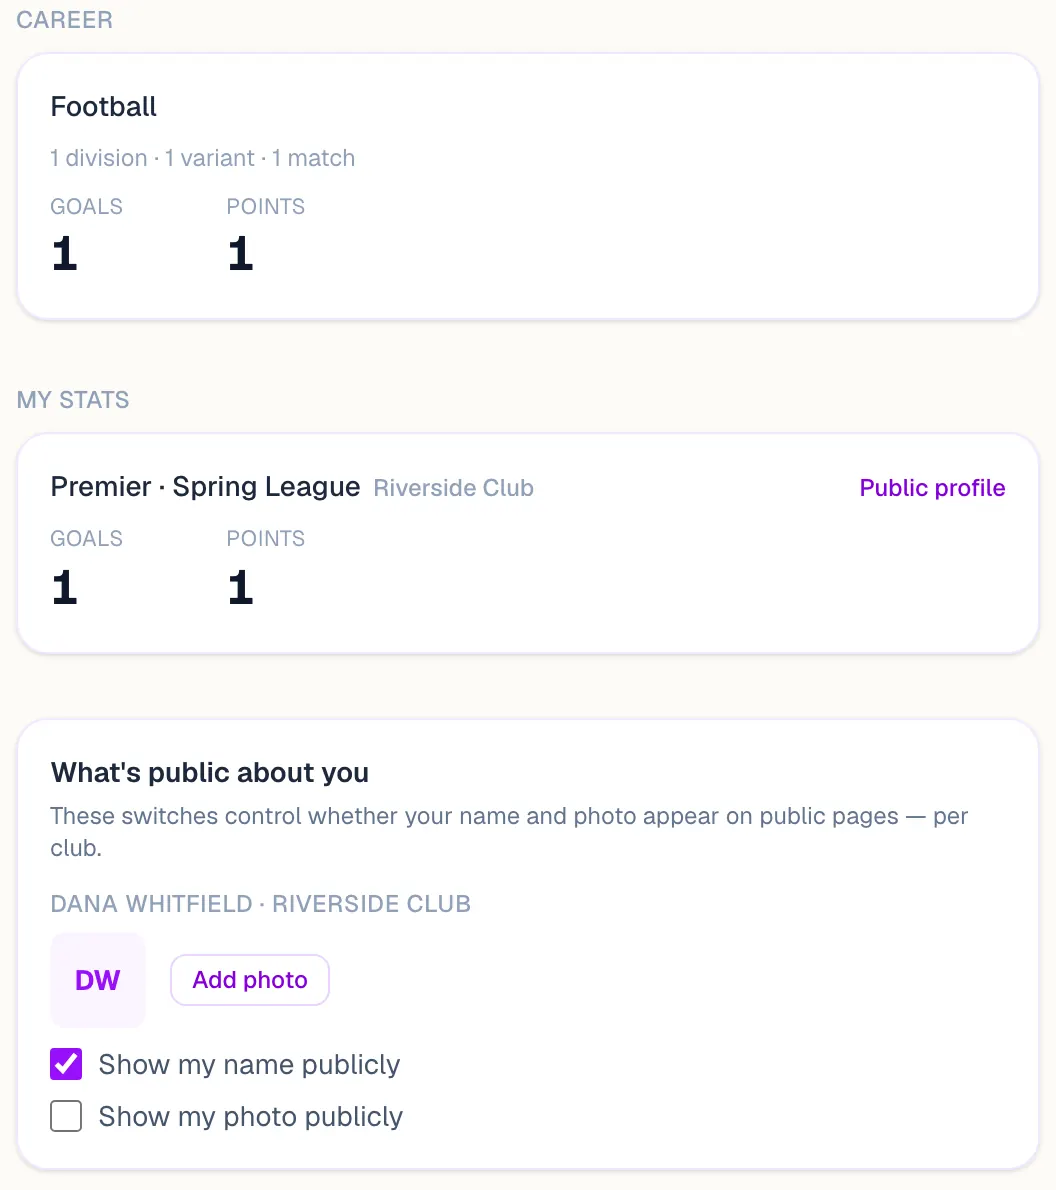 CAREER
Football
1 division · 1 variant · 1 match
GOALS POINTS
1 1
MY STATS
Premier · Spring League Riverside Club Public profile
GOALS POINTS
1 1
What's public about you
These switches control whether your name and photo appear on public pages — per
club.
DANA WHITFIELD · RIVERSIDE CLUB
DW Add photo
Show my name publicly
Show my photo publicly